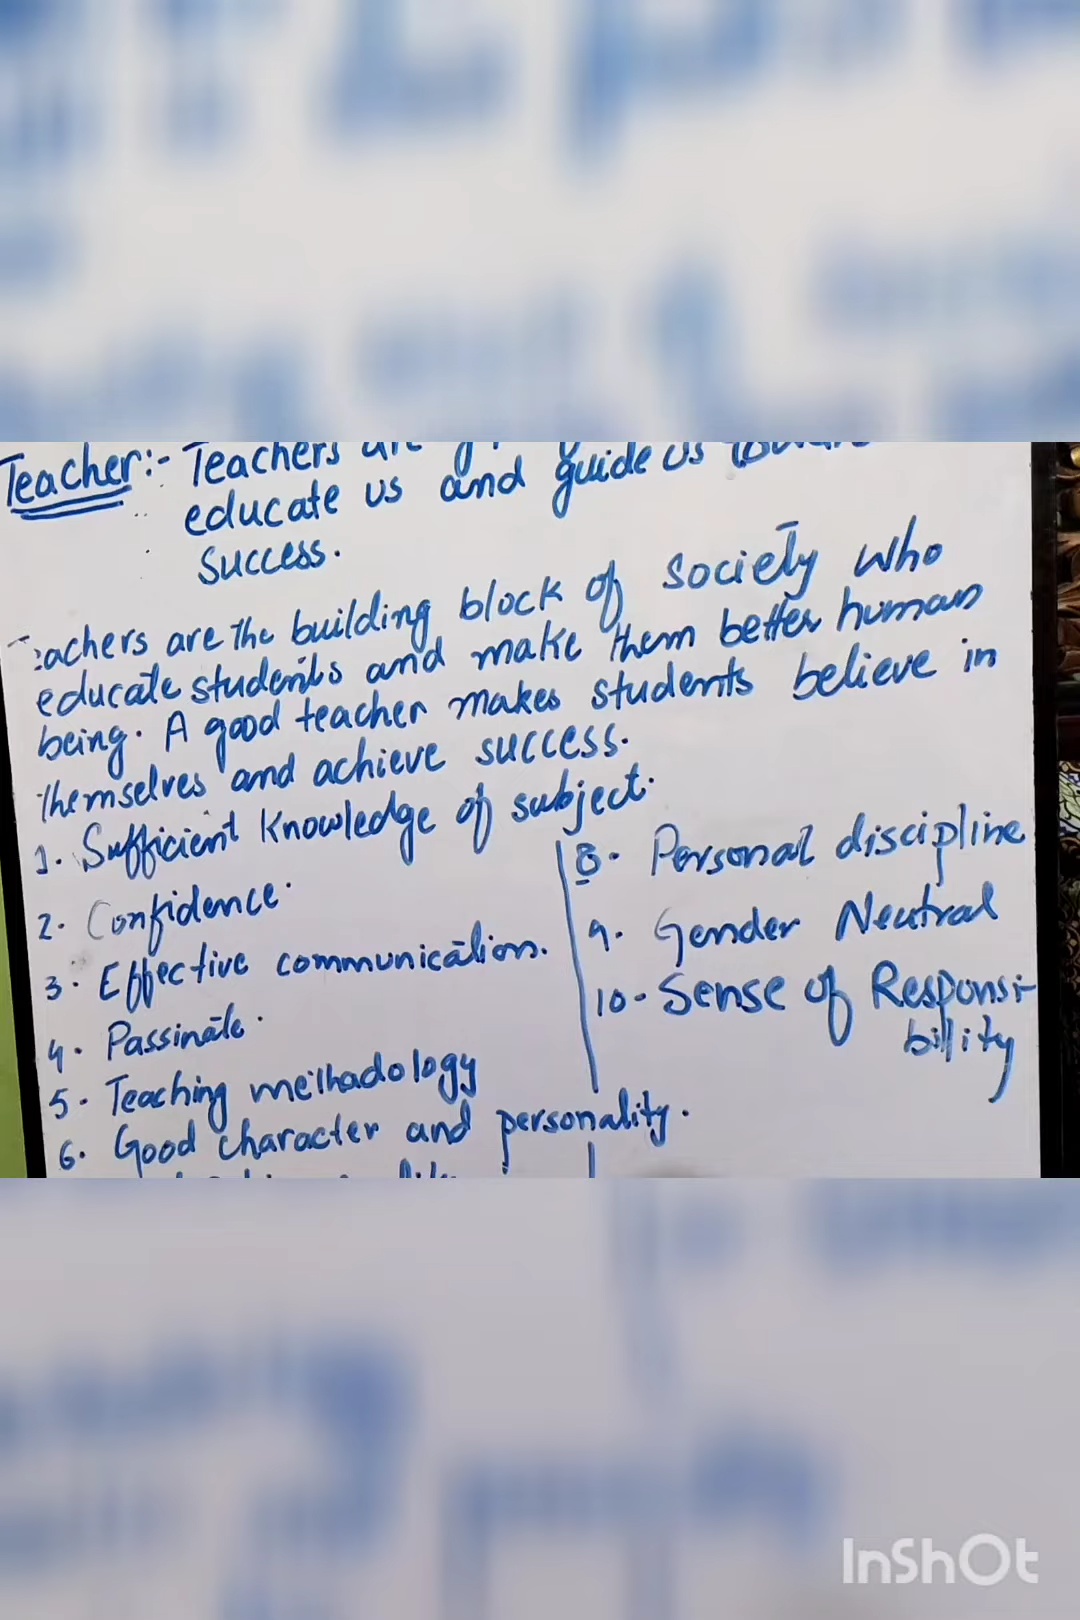 Teacher:- Teachers are
educate us and guide us
success.
Teachers are the building block of society who
educate students and make them better human
being. A good teacher makes students believe in
themselves and achieve success.
1. Sufficient knowledge of subject.
2. Confidence.
3. Effective communication.
4. Passinate.
5. Teaching methadology
6. Good character and personality.
8. Personal discipline
9. Gender Neutral
10- Sense of Responsi-
billity
InShOt